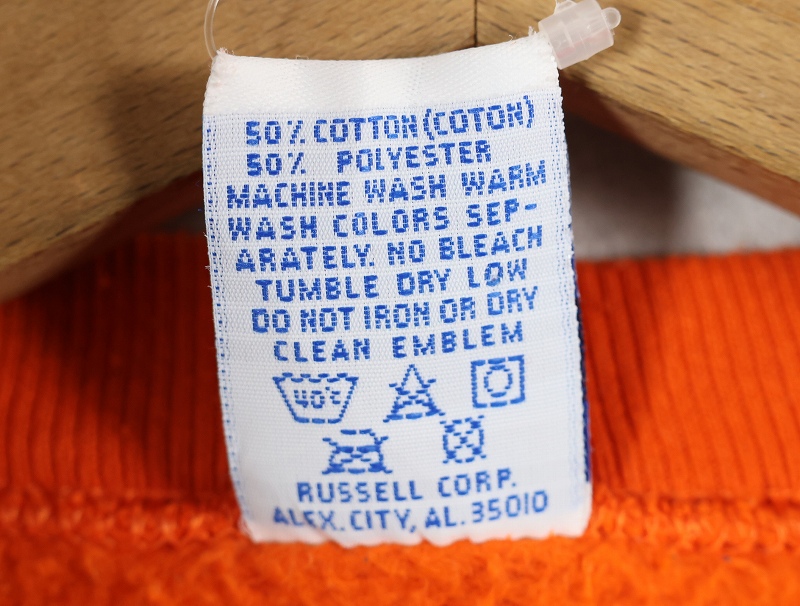 50% COTTON (COTON)
50% POLYESTER
MACHINE WASH WARM
WASH COLORS SEP-
ARATELY. NO BLEACH
TUMBLE DRY LOW
DO NOT IRON OR DRY
CLEAN EMBLEM
40°C
RUSSELL CORP.
ALEX. CITY, AL. 35010